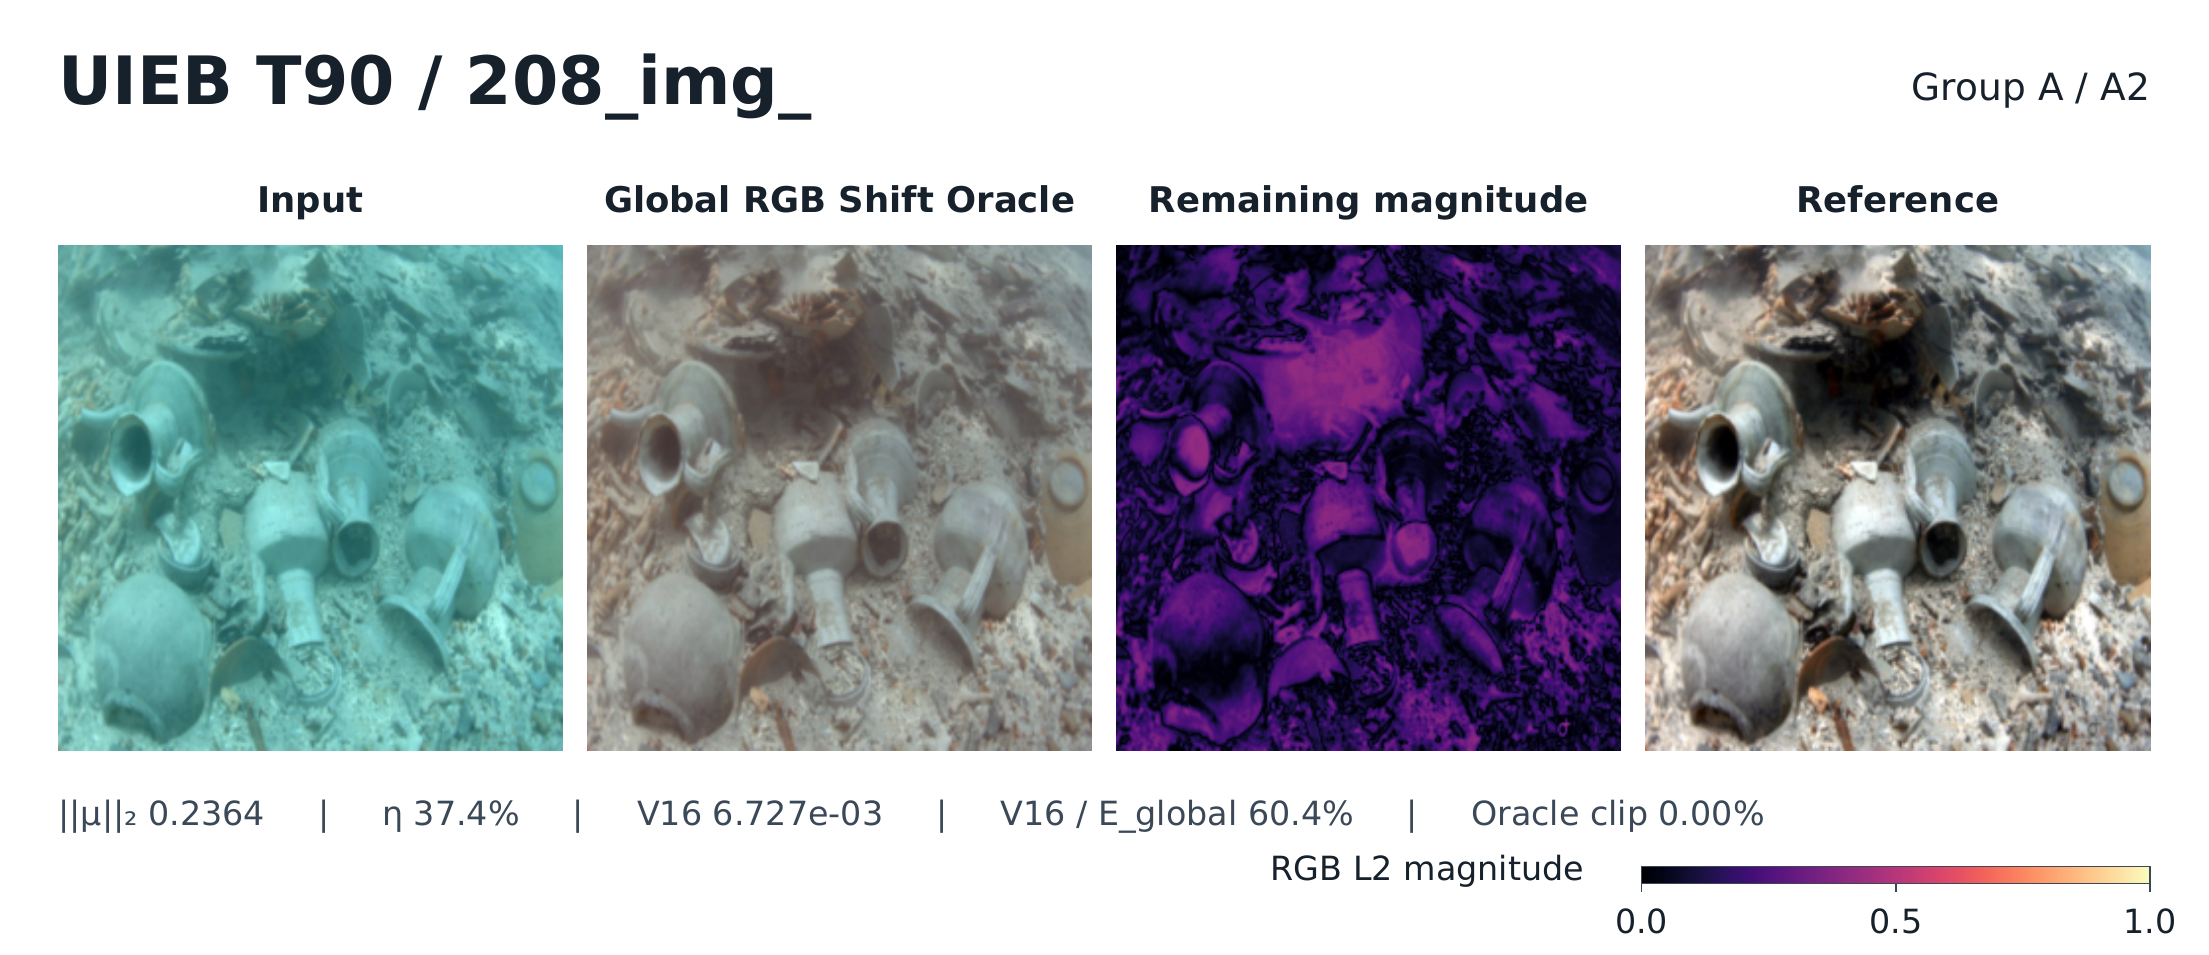 UIEB T90 / 208_img_
Group A / A2
Input
Global RGB Shift Oracle
Remaining magnitude
Reference
||μ||₂ 0.2364 | η 37.4% | V16 6.727e-03 | V16 / E_global 60.4% | Oracle clip 0.00%
RGB L2 magnitude
0.0 0.5 1.0